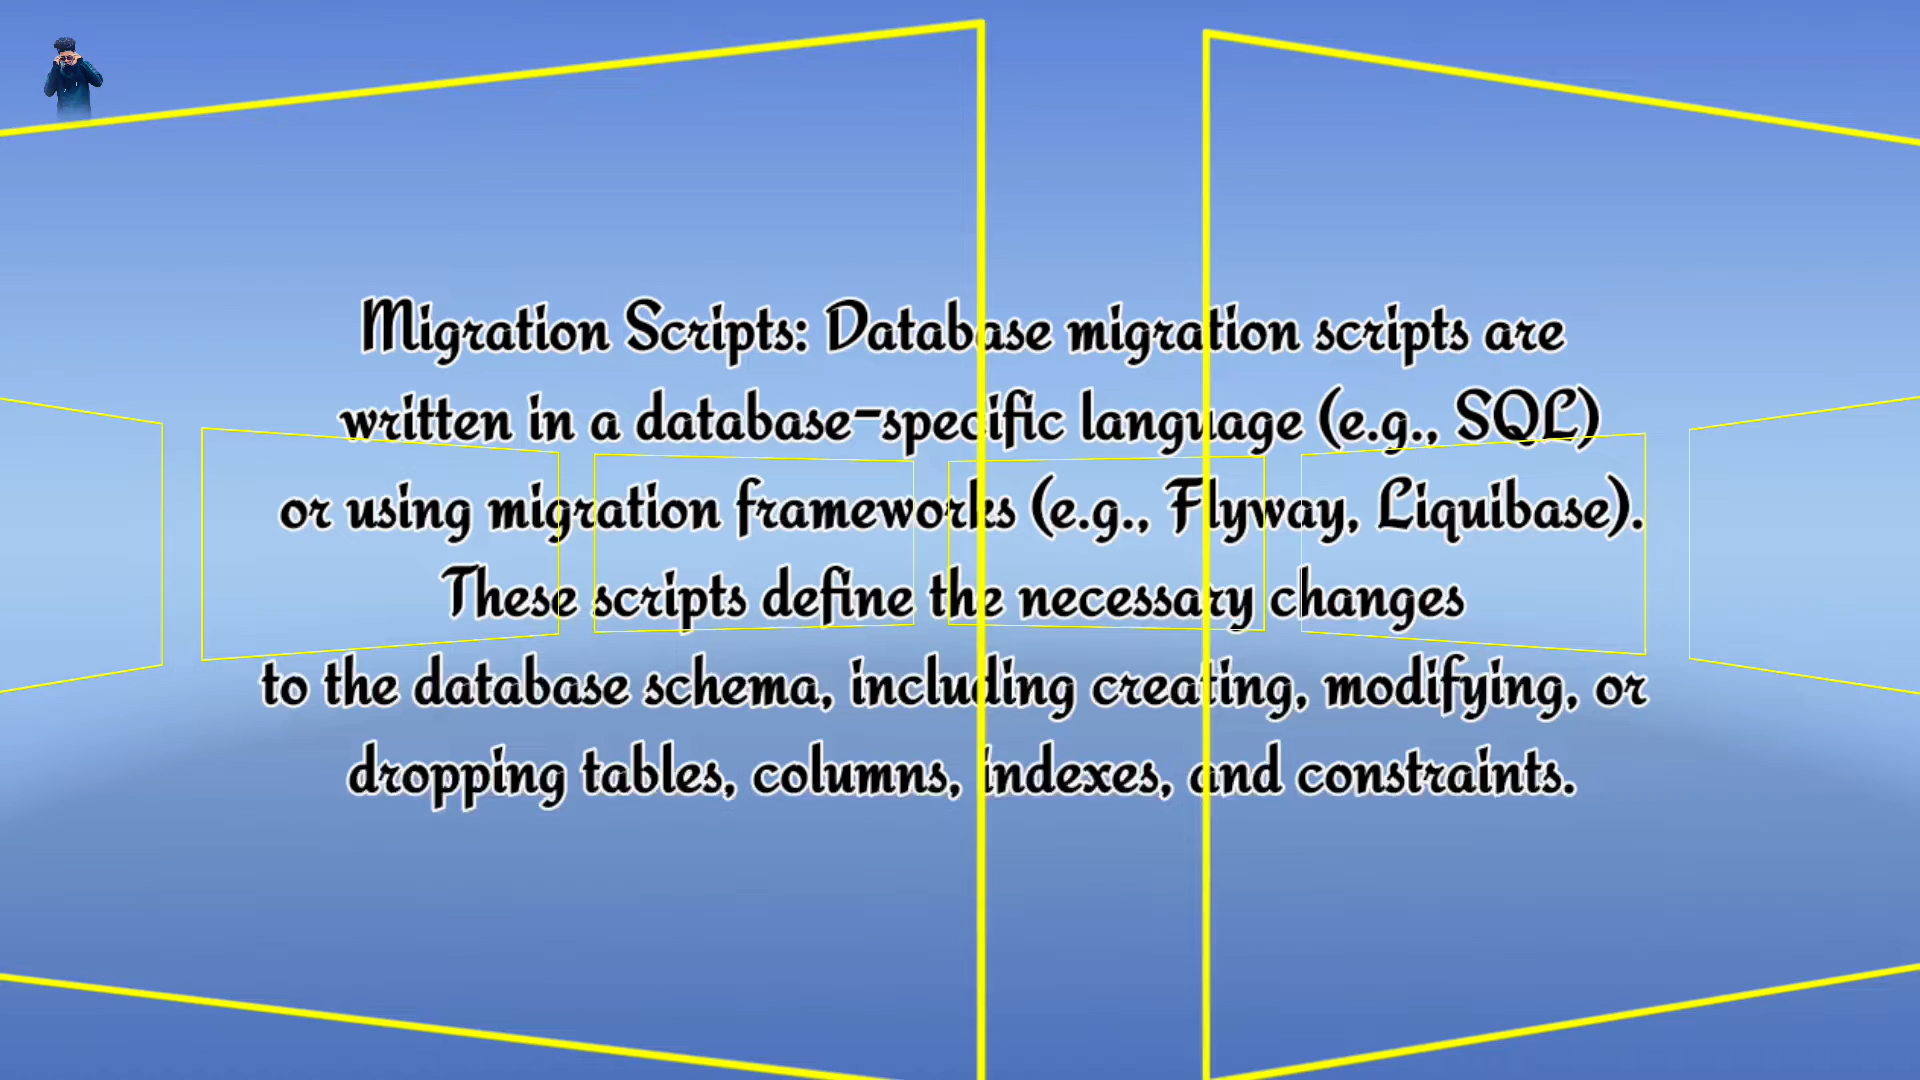 Migration Scripts: Database migration scripts are
written in a database-specific language (e.g., SQL)
or using migration frameworks (e.g., Flyway, Liquibase).
These scripts define the necessary changes
to the database schema, including creating, modifying, or
dropping tables, columns, indexes, and constraints.